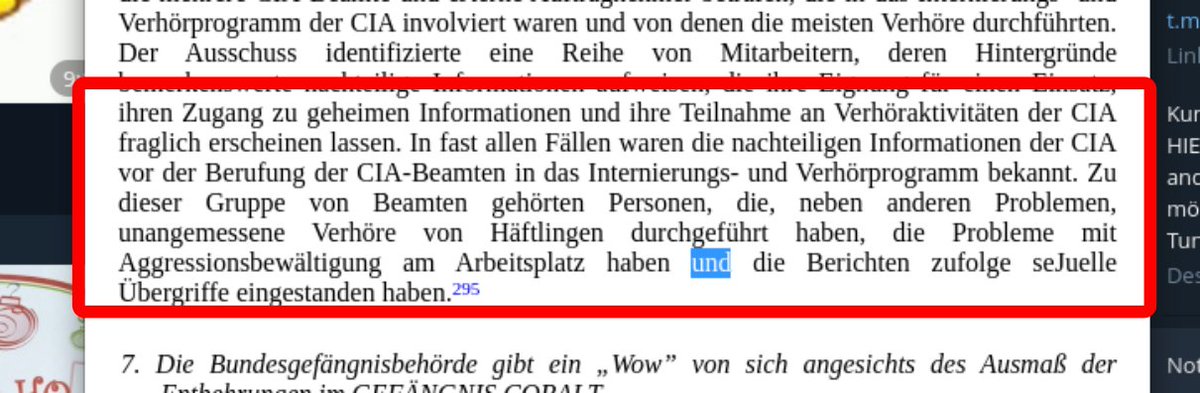 Verhörprogramm der CIA involviert waren und von denen die meisten Verhöre durchführten.
Der Ausschuss identifizierte eine Reihe von Mitarbeitern, deren Hintergründe
ihren Zugang zu geheimen Informationen und ihre Teilnahme an Verhöraktivitäten der CIA
fraglich erscheinen lassen. In fast allen Fällen waren die nachteiligen Informationen der CIA
vor der Berufung der CIA-Beamten in das Internierungs- und Verhörprogramm bekannt. Zu
dieser Gruppe von Beamten gehörten Personen, die, neben anderen Problemen,
unangemessene Verhöre von Häftlingen durchgeführt haben, die Probleme mit
Aggressionsbewältigung am Arbeitsplatz haben und die Berichten zufolge seJuelle
Übergriffe eingestanden haben.295
7. Die Bundesgefängnisbehörde gibt ein „Wow” von sich angesichts des Ausmaß der
t.m
Lin
Kur
HIE
and
mö
Tur
Des
Not